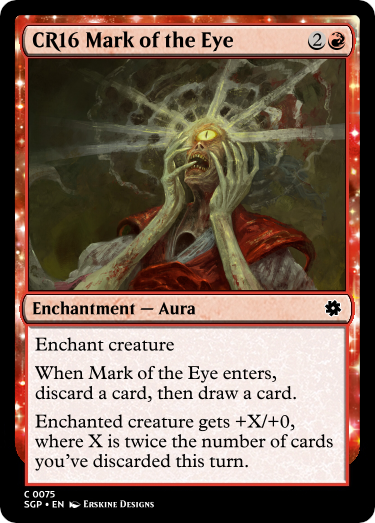 CR16 Mark of the Eye 2
Enchantment — Aura
Enchant creature
When Mark of the Eye enters,
discard a card, then draw a card.
Enchanted creature gets +X/+0,
where X is twice the number of cards
you've discarded this turn.
C 0075
SGP • EN Erskine Designs